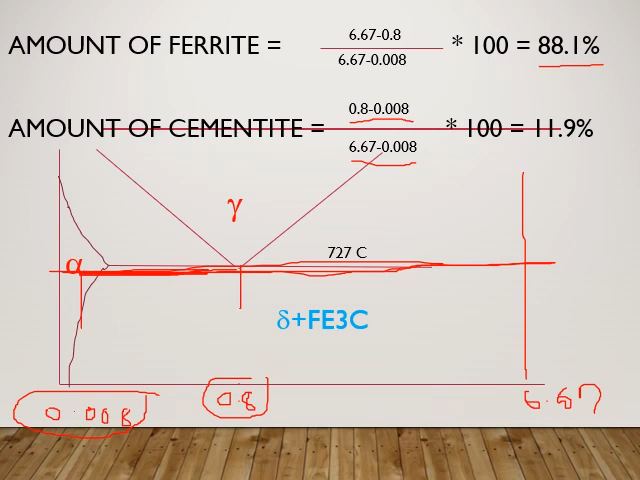 AMOUNT OF FERRITE = 6.67-0.8 / 6.67-0.008 * 100 = 88.1%
AMOUNT OF CEMENTITE = 0.8-0.008 / 6.67-0.008 * 100 = 11.9%
γ
727 C
α
δ+FE3C
0.008 0.8 6.67